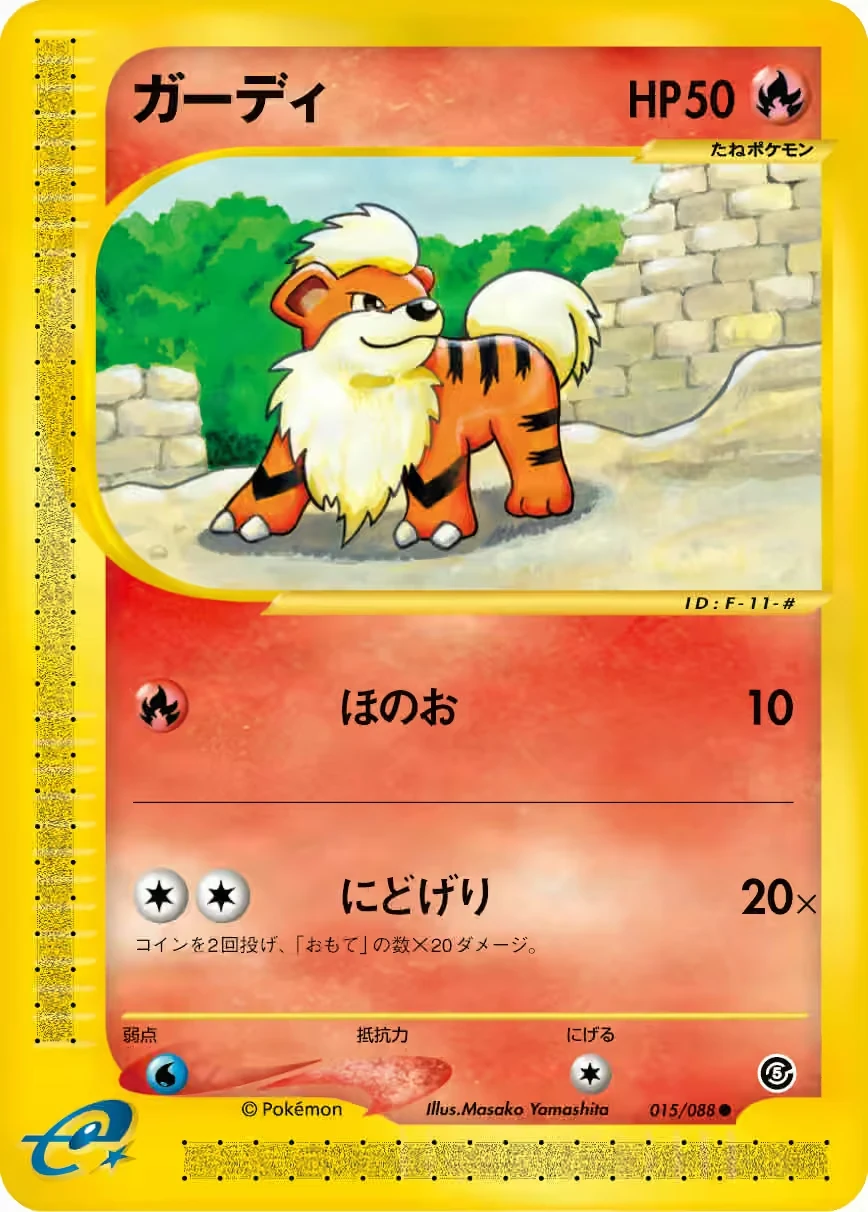 ガーディ HP50
たねポケモン
ID:F-11-#
ほのお 10
にどげり 20×
コインを2回投げ、「おもて」の数×20ダメージ。
弱点 抵抗力 にげる
5
© Pokémon Illus.Masako Yamashita 015/088●
e